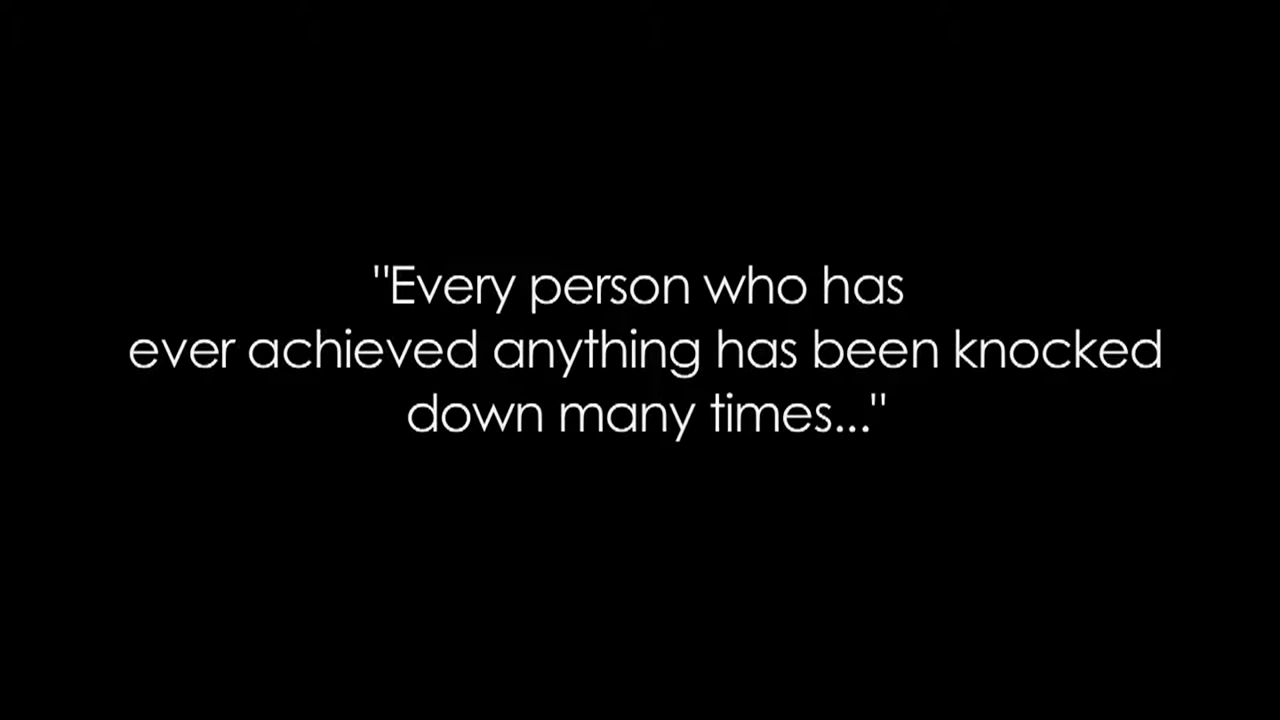 "Every person who has
ever achieved anything has been knocked
down many times..."